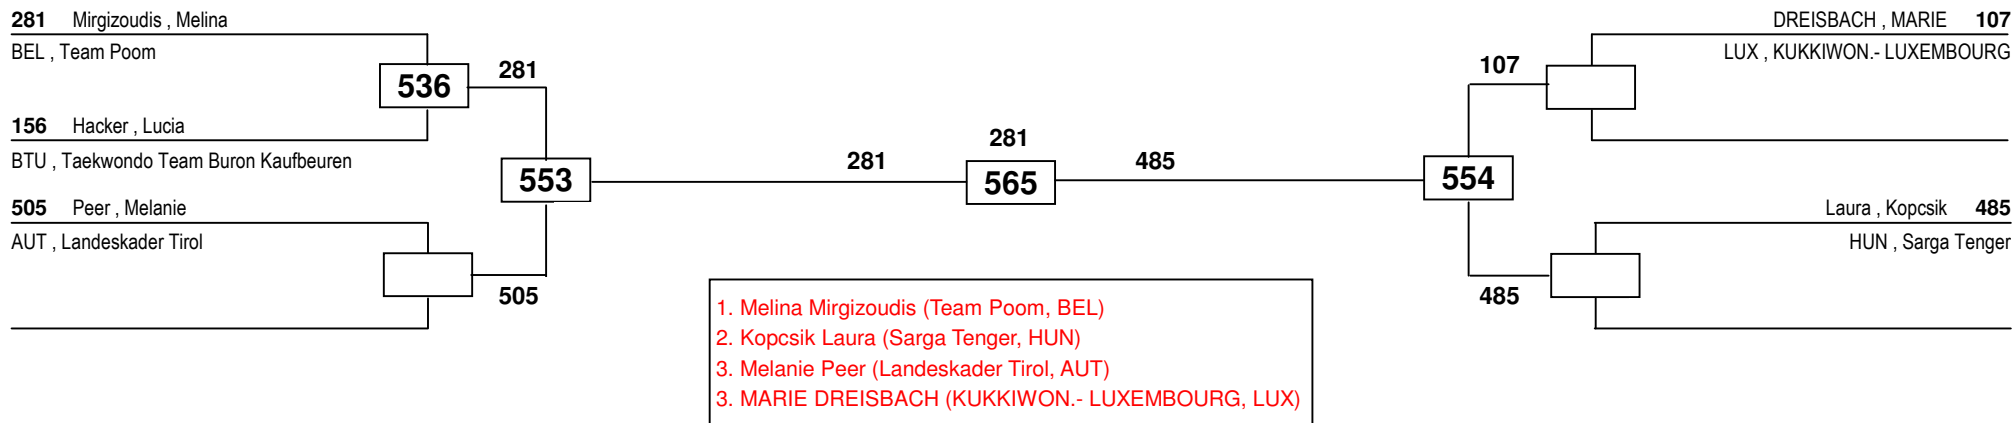 281 Mirgizoudis , Melina
BEL , Team Poom
536
281
156 Hacker , Lucia
BTU , Taekwondo Team Buron Kaufbeuren
553
505 Peer , Melanie
AUT , Landeskader Tirol
505
281
281
565
485
DREISBACH , MARIE 107
LUX , KUKKIWON.- LUXEMBOURG
107
554
Laura , Kopcsik 485
HUN , Sarga Tenger
485
1. Melina Mirgizoudis (Team Poom, BEL)
2. Kopcsik Laura (Sarga Tenger, HUN)
3. Melanie Peer (Landeskader Tirol, AUT)
3. MARIE DREISBACH (KUKKIWON.- LUXEMBOURG, LUX)